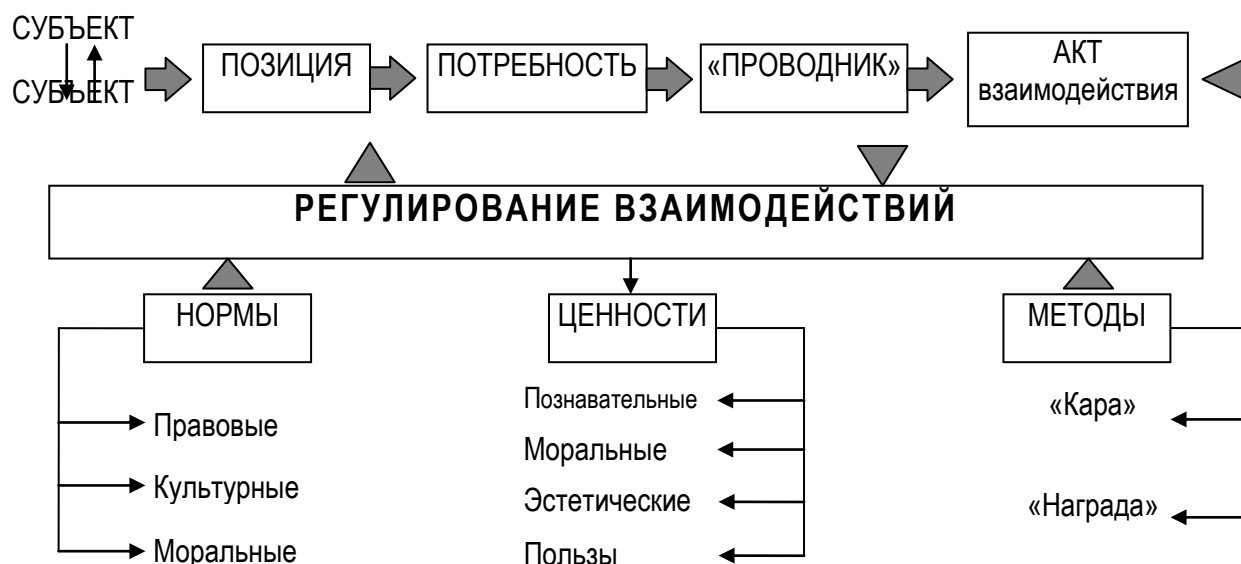 СУБЪЕКТ
СУБЪЕКТ
ПОЗИЦИЯ
ПОТРЕБНОСТЬ
«ПРОВОДНИК»
АКТ
взаимодействия
РЕГУЛИРОВАНИЕ ВЗАИМОДЕЙСТВИЙ
НОРМЫ
Правовые
Культурные
Моральные
ЦЕННОСТИ
Познавательные
Моральные
Эстетические
Пользы
МЕТОДЫ
«Кара»
«Награда»